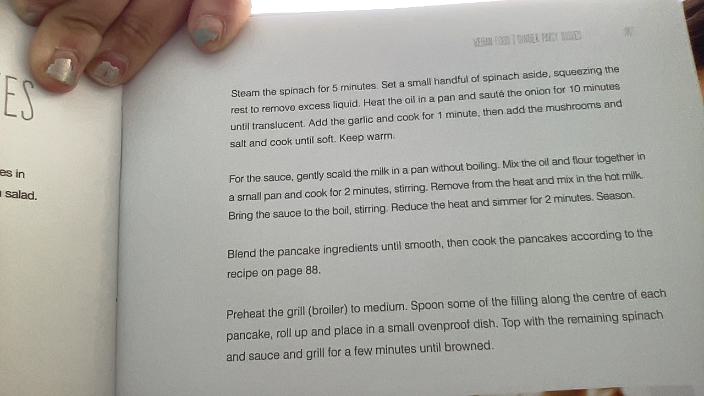 VEGAN FOOD | DINNER PARTY DISHES
ES
es in
salad.
Steam the spinach for 5 minutes. Set a small handful of spinach aside, squeezing the
rest to remove excess liquid. Heat the oil in a pan and sauté the onion for 10 minutes
until translucent. Add the garlic and cook for 1 minute, then add the mushrooms and
salt and cook until soft. Keep warm.
For the sauce, gently scald the milk in a pan without boiling. Mix the oil and flour together in
a small pan and cook for 2 minutes, stirring. Remove from the heat and mix in the hot milk.
Bring the sauce to the boil, stirring. Reduce the heat and simmer for 2 minutes. Season.
Blend the pancake ingredients until smooth, then cook the pancakes according to the
recipe on page 88.
Preheat the grill (broiler) to medium. Spoon some of the filling along the centre of each
pancake, roll up and place in a small ovenproof dish. Top with the remaining spinach
and sauce and grill for a few minutes until browned.